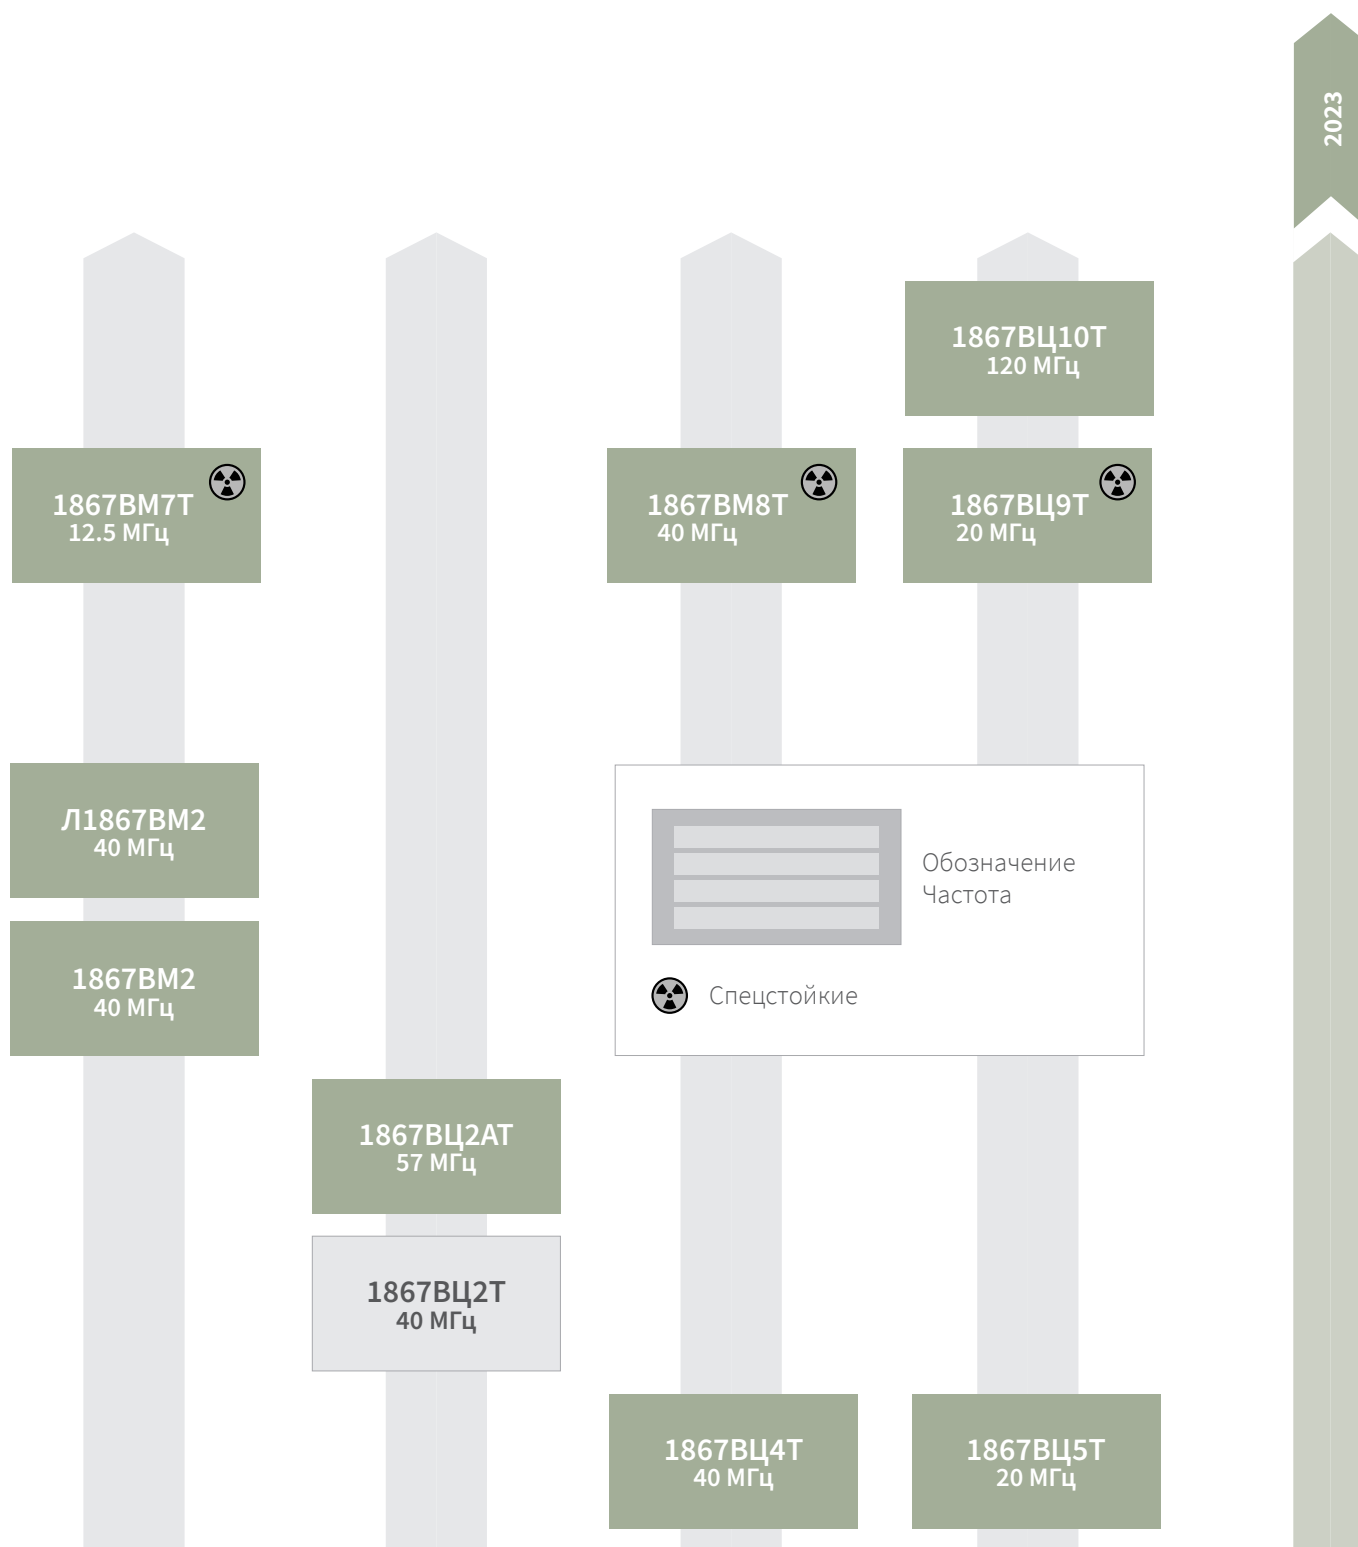 2023
1867ВЦ10Т
120 МГц
1867ВМ7Т
12.5 МГц
1867ВМ8Т
40 МГц
1867ВЦ9Т
20 МГц
Л1867ВМ2
40 МГц
1867ВМ2
40 МГц
Обозначение
Частота
Спецстойкие
1867ВЦ2АТ
57 МГц
1867ВЦ2Т
40 МГц
1867ВЦ4Т
40 МГц
1867ВЦ5Т
20 МГц